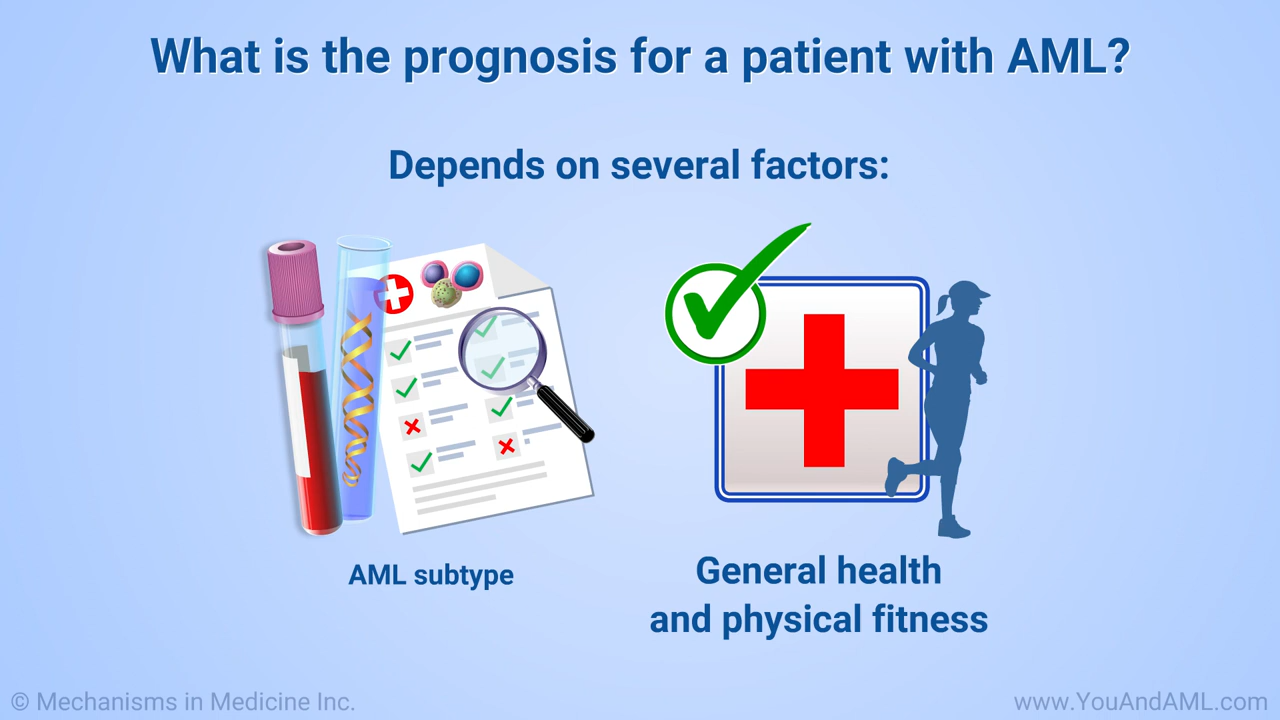 What is the prognosis for a patient with AML?
Depends on several factors:
AML subtype
General health
and physical fitness
© Mechanisms in Medicine Inc.
www.YouAndAML.com